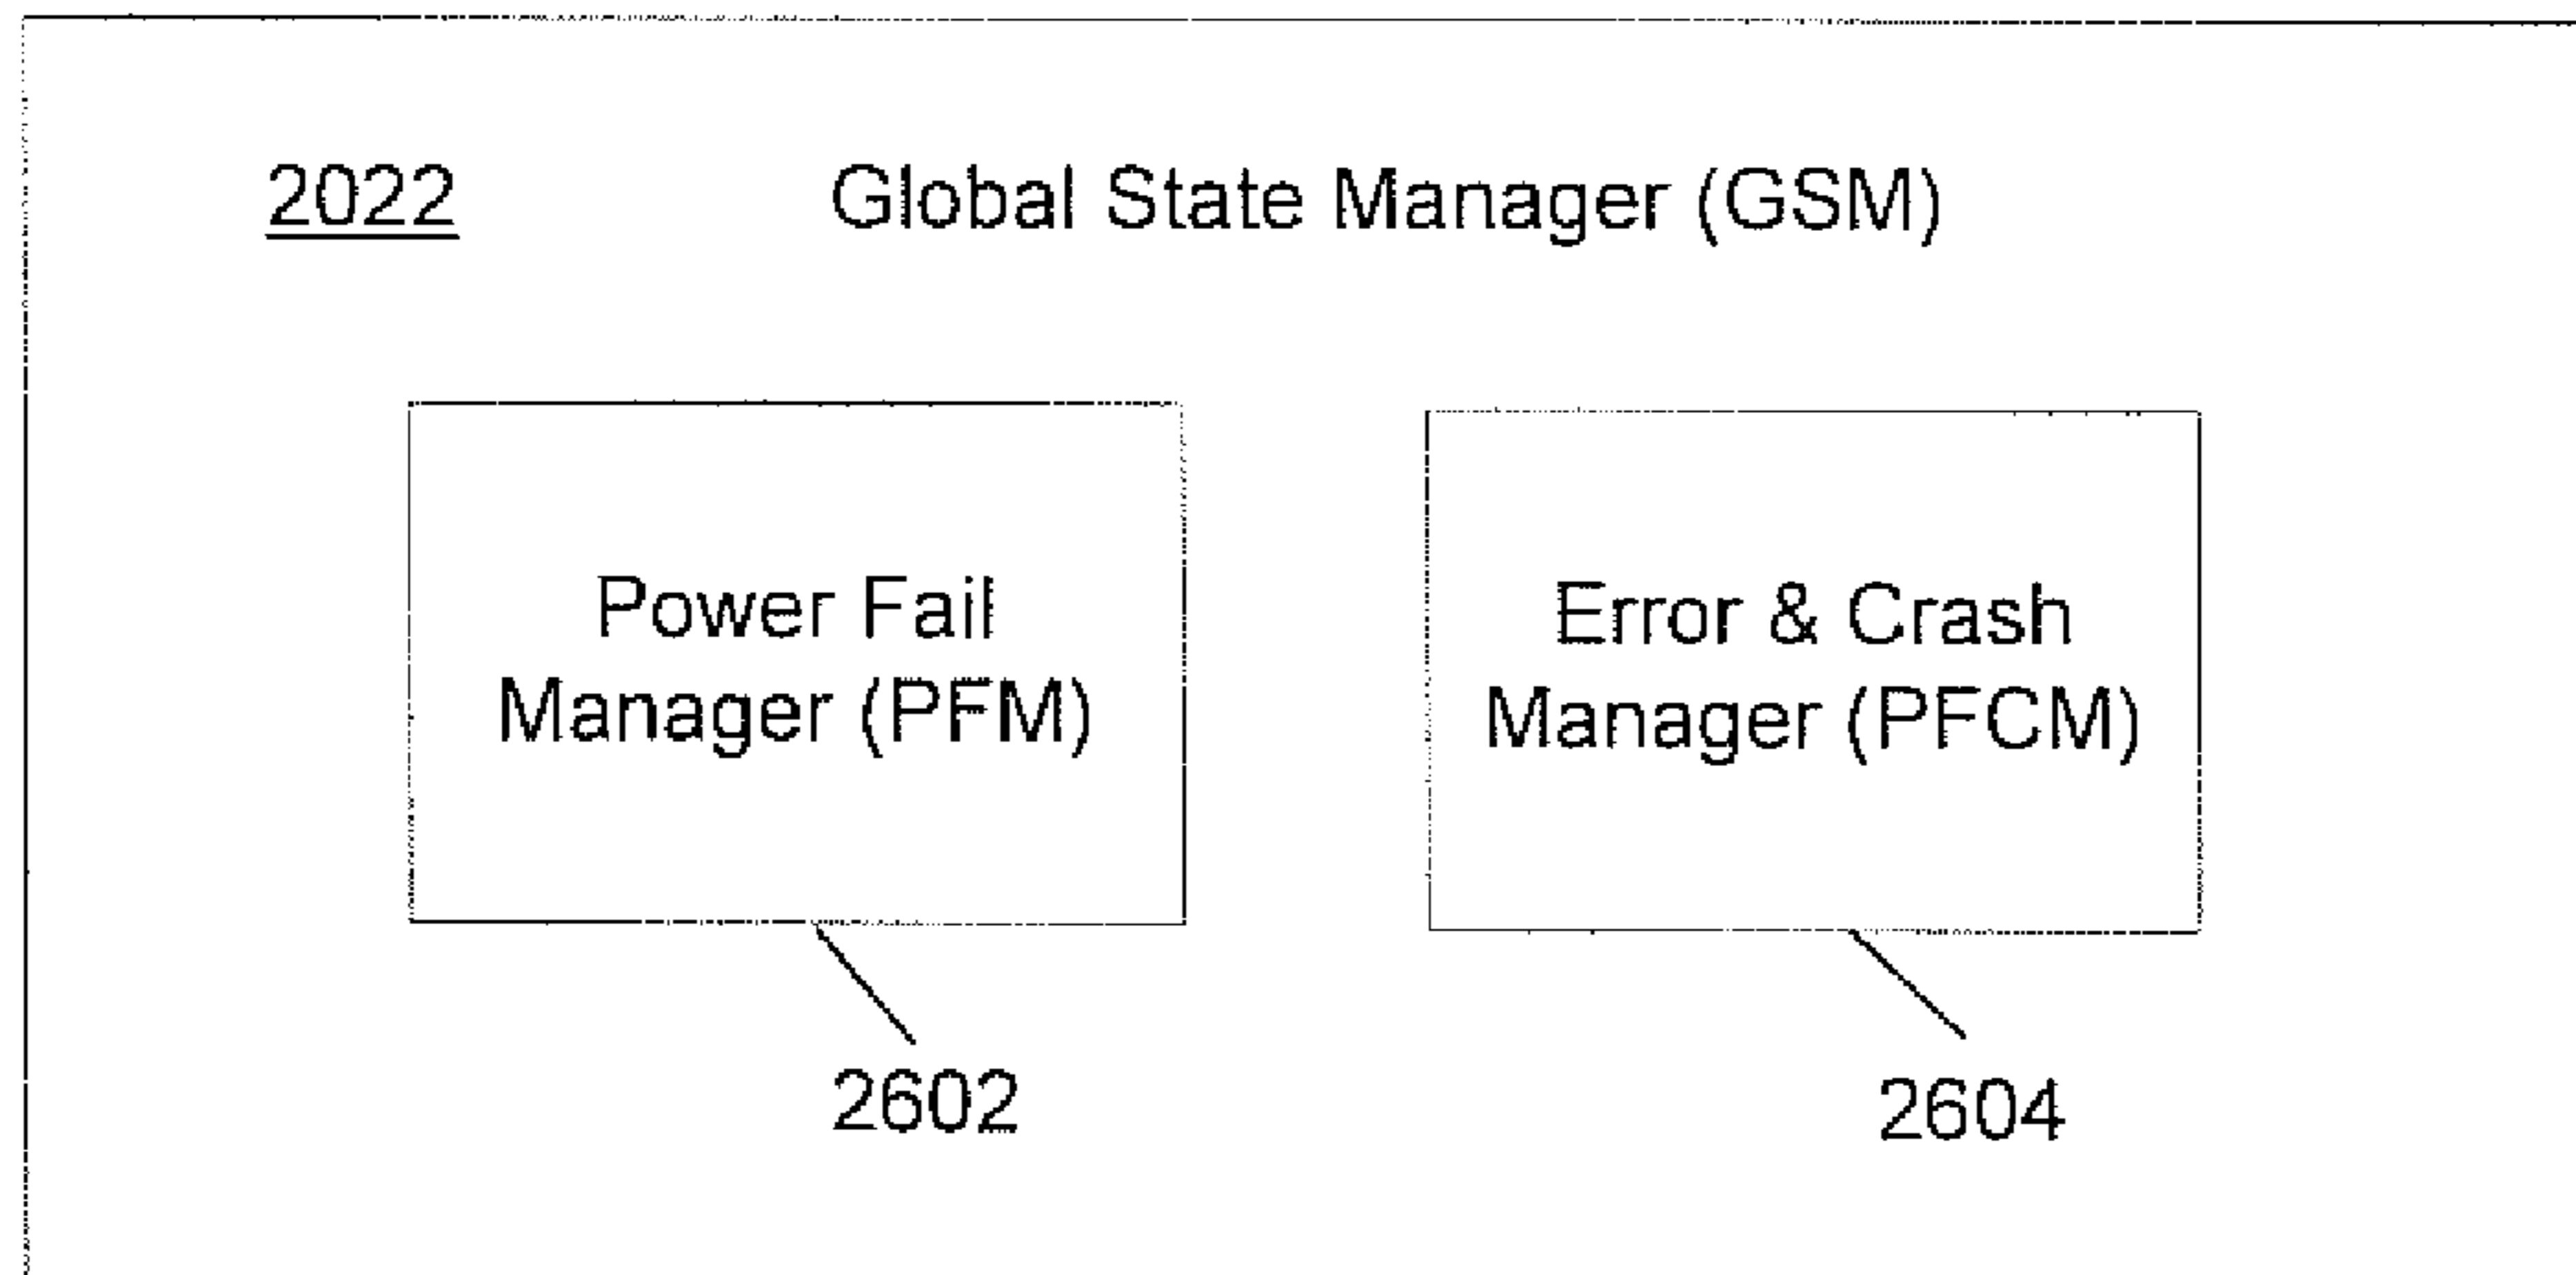 2022
Global State Manager (GSM)
Power Fail
Manager (PFM)
Error & Crash
Manager (PFCM)
2602
2604